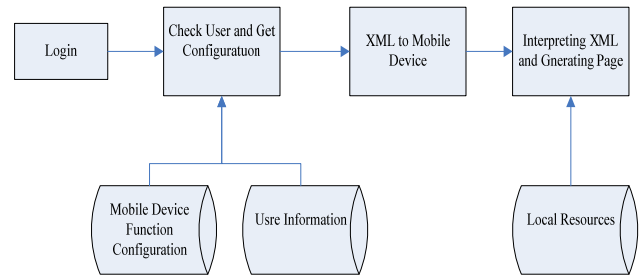 Login
Check User and Get
Configuratuon
XML to Mobile
Device
Interpreting XML
and Gnerating Page
Mobile Device
Function
Configuration
Usre Information
Local Resources